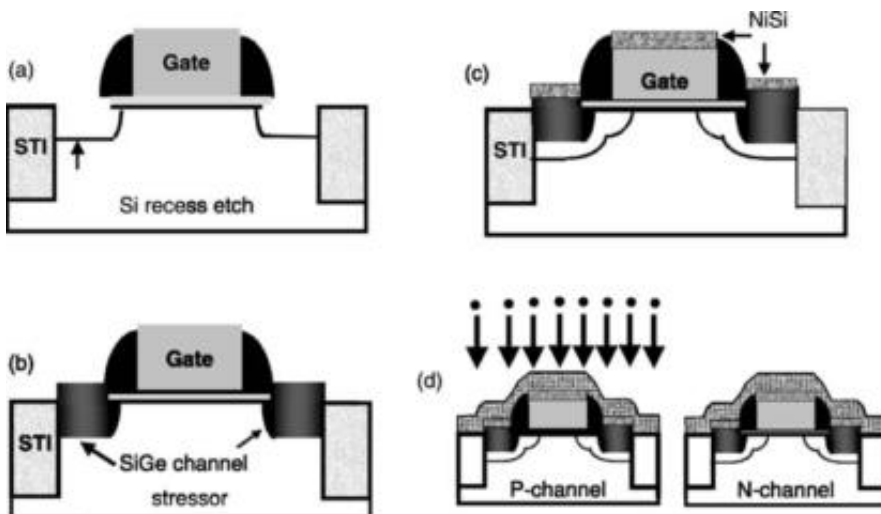 (a)
Gate
STI
Si recess etch
(b)
Gate
STI
SiGe channel
stressor
(c)
NiSi
Gate
STI
(d)
P-channel
N-channel